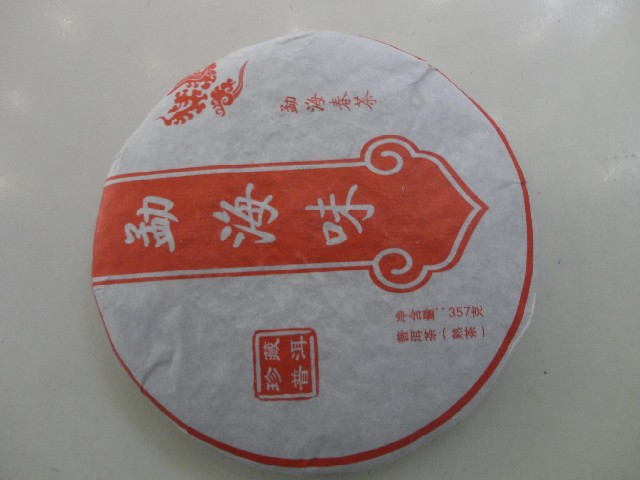 勐海春茶
勐海味
净含量：357克
普洱茶（熟茶）
珍藏
普洱